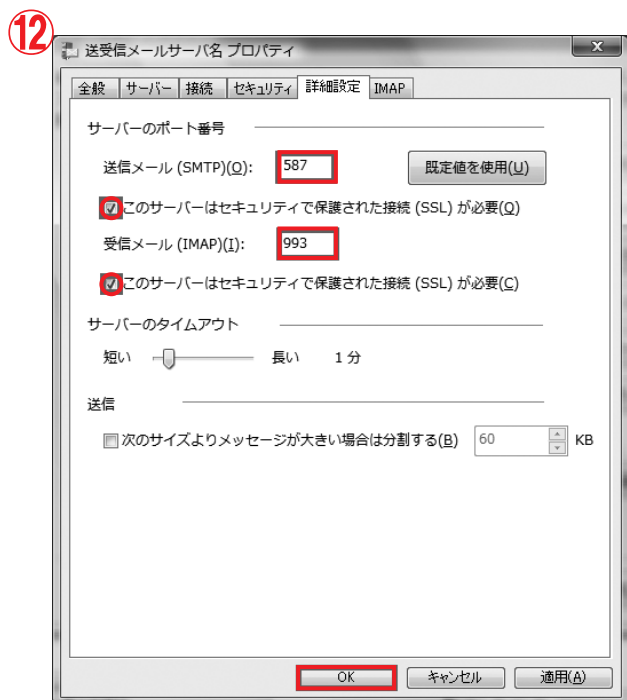 ⑫
送受信メールサーバ名 プロパティ
全般 サーバー 接続 セキュリティ 詳細設定 IMAP
サーバーのポート番号
送信メール (SMTP)(O): 587 既定値を使用(U)
このサーバーはセキュリティで保護された接続 (SSL) が必要(Q)
受信メール (IMAP)(I): 993
このサーバーはセキュリティで保護された接続 (SSL) が必要(C)
サーバーのタイムアウト
短い 長い 1 分
送信
次のサイズよりメッセージが大きい場合は分割する(B) 60 KB
OK キャンセル 適用(A)